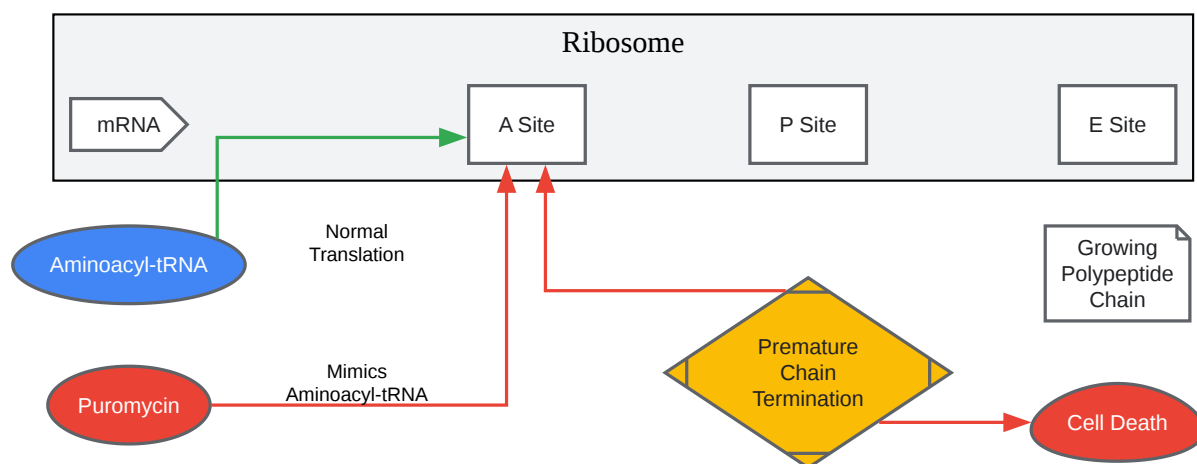 Ribosome
mRNA
A Site
P Site
E Site
Normal
Translation
Aminoacyl-tRNA
Growing
Polypeptide
Chain
Premature
Chain
Termination
Mimics
Aminoacyl-tRNA
Puromycin
Cell Death